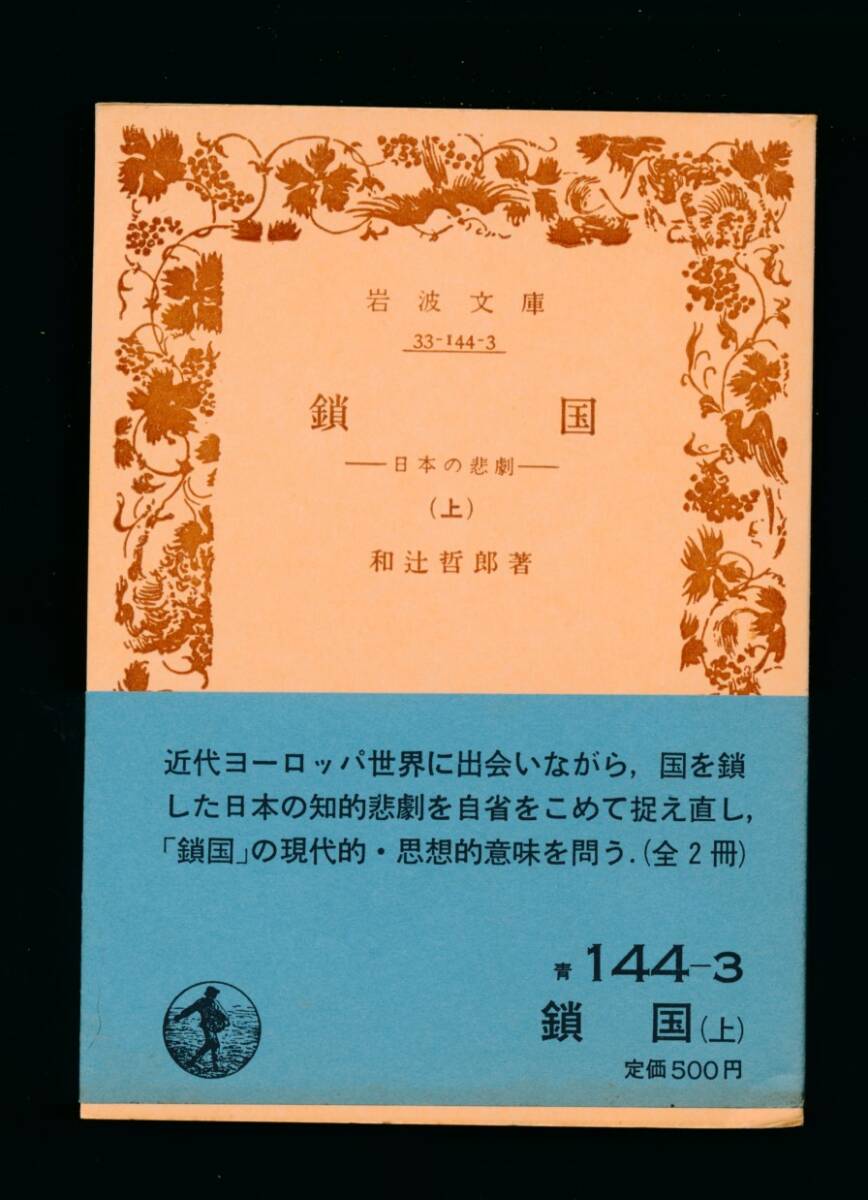 岩波文庫
33-144-3
鎖国
——日本の悲劇——
(上)
和辻哲郎著
近代ヨーロッパ世界に出会いながら，国を鎖
した日本の知的悲劇を自省をこめて捉え直し，
「鎖国」の現代的・思想的意味を問う．(全2冊)
青 144-3
鎖国(上)
定価500円